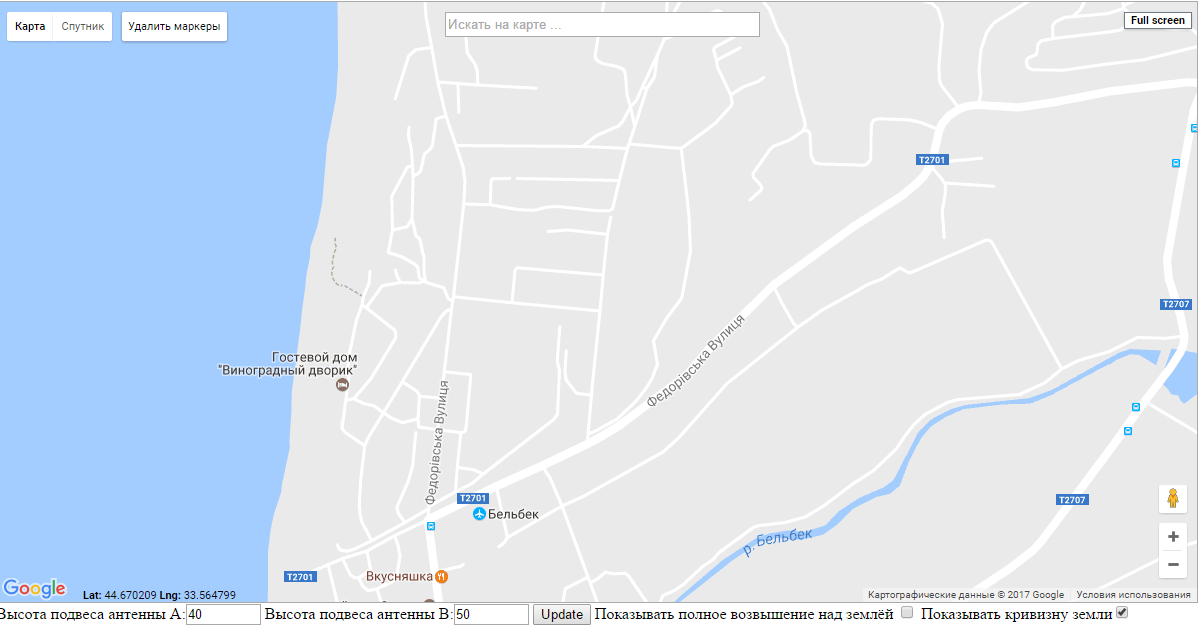 Карта Спутник Удалить маркеры Искать на карте ... Full screen
T2701
T2707
Федорівська Вулиця
Гостевой дом
"Виноградный дворик"
Федорівська Вулиця
T2701
Бельбек
T2707
р. Бельбек
T2701
Вкусняшка
Google Lat: 44.670209 Lng: 33.564799 Картографические данные © 2017 Google Условия использования
Высота подвеса антенны A: 40 Высота подвеса антенны B: 50 Update Показывать полное возвышение над землёй Показывать кривизну земли